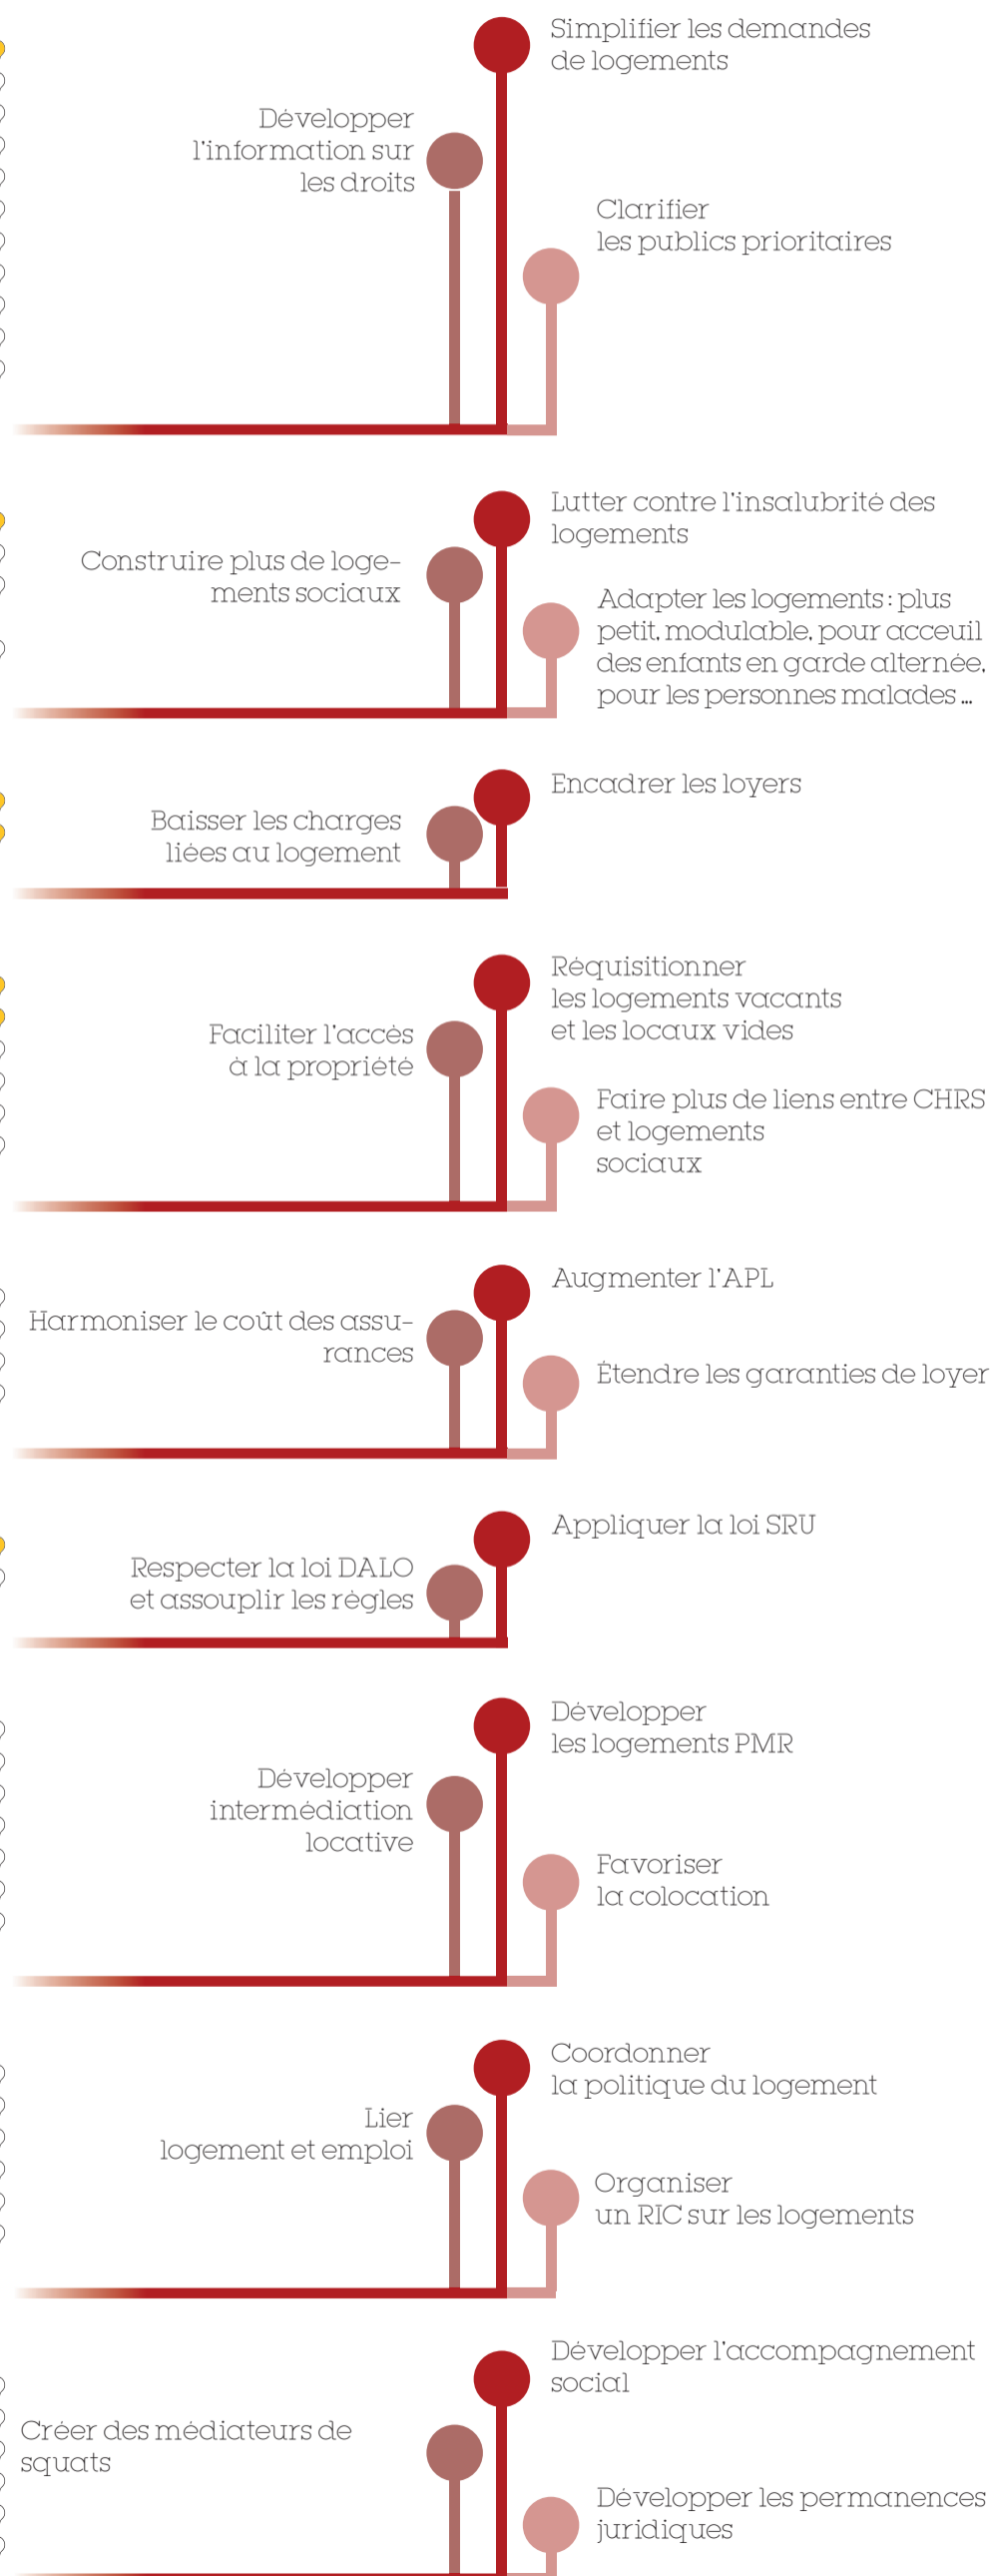 Simplifier les demandes
de logements
Développer
l'information sur
les droits
Clarifier
les publics prioritaires
Lutter contre l'insalubrité des
logements
Construire plus de loge-
ments sociaux
Adapter les logements : plus
petit, modulable, pour acceuil
des enfants en garde alternée,
pour les personnes malades ...
Encadrer les loyers
Baisser les charges
liées au logement
Réquisitionner
les logements vacants
et les locaux vides
Faciliter l'accès
à la propriété
Faire plus de liens entre CHRS
et logements
sociaux
Augmenter l'APL
Harmoniser le coût des assu-
rances
Étendre les garanties de loyer
Appliquer la loi SRU
Respecter la loi DALO
et assouplir les règles
Développer
les logements PMR
Développer
intermédiation
locative
Favoriser
la colocation
Coordonner
la politique du logement
Lier
logement et emploi
Organiser
un RIC sur les logements
Développer l'accompagnement
social
Créer des médiateurs de
squats
Développer les permanences
juridiques